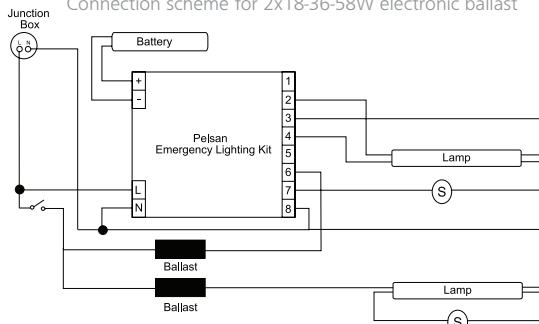 Connection scheme for 2x18-36-58W electronic ballast
Junction
Box
L N
Battery
+
-
Pelsan
Emergency Lighting Kit
L
N
1
2
3
4
5
6
7
8
Lamp
S
Ballast
Ballast
Lamp
S